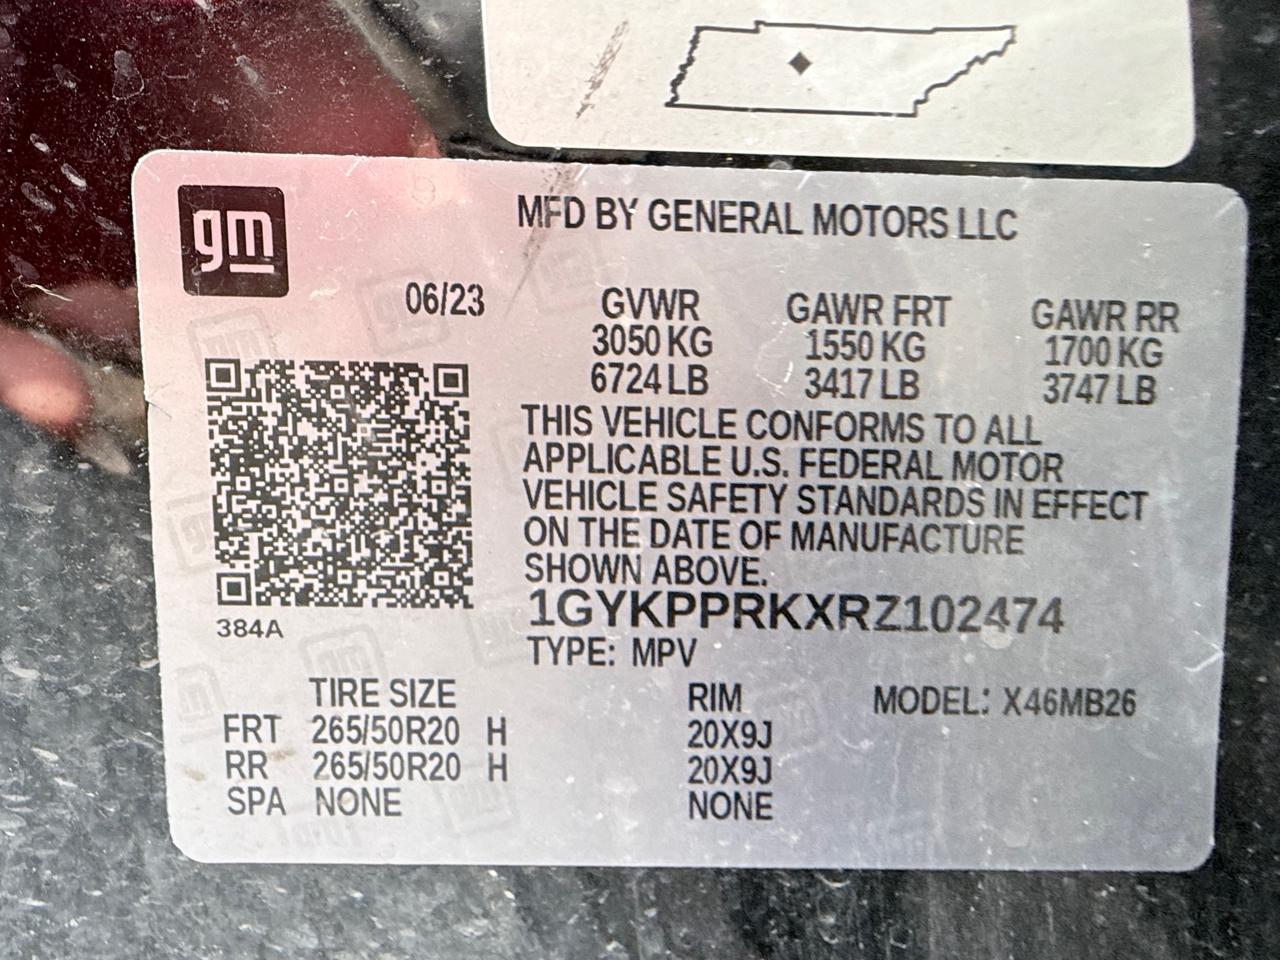 gm
MFD BY GENERAL MOTORS LLC
06/23
GVWR GAWR FRT GAWR RR
3050 KG 1550 KG 1700 KG
6724 LB 3417 LB 3747 LB
THIS VEHICLE CONFORMS TO ALL
APPLICABLE U.S. FEDERAL MOTOR
VEHICLE SAFETY STANDARDS IN EFFECT
ON THE DATE OF MANUFACTURE
SHOWN ABOVE.
1GYKPPRKXRZ102474
384A
TYPE: MPV
TIRE SIZE RIM MODEL: X46MB26
FRT 265/50R20 H 20X9J
RR 265/50R20 H 20X9J
SPA NONE NONE